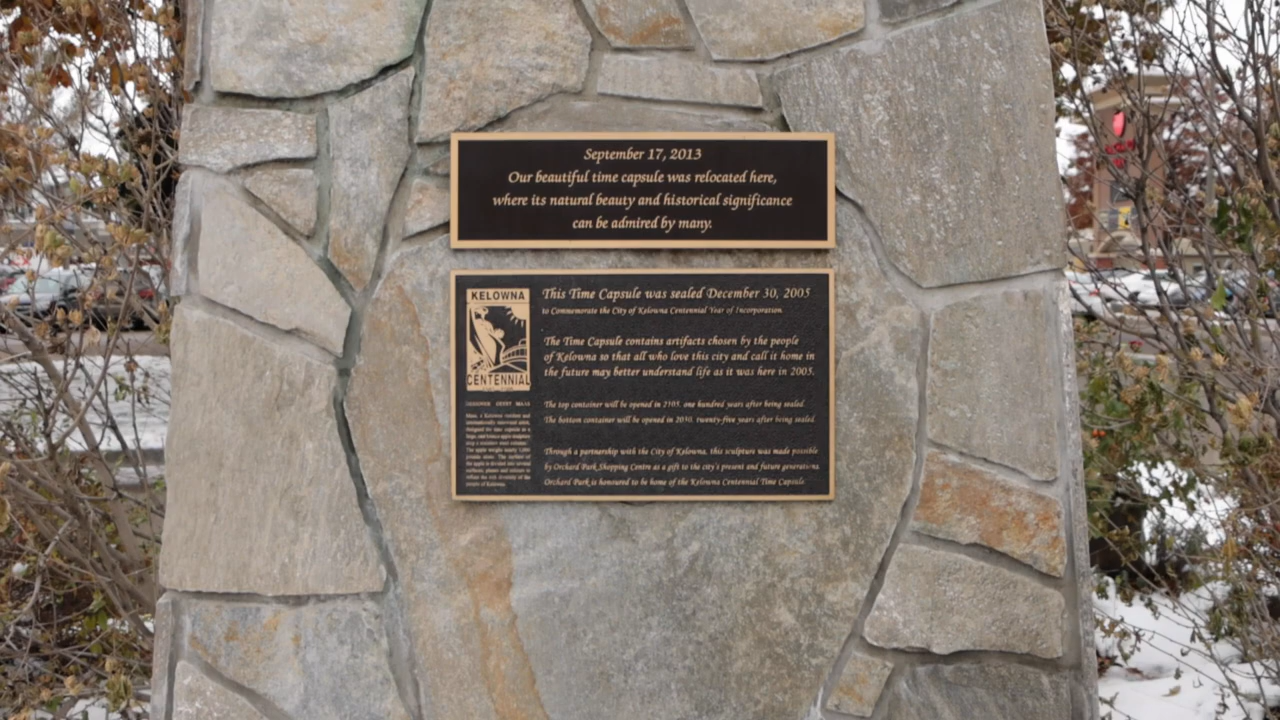 September 17, 2013
Our beautiful time capsule was relocated here,
where its natural beauty and historical significance
can be admired by many.
KELOWNA
CENTENNIAL
This Time Capsule was sealed December 30, 2005
to Commemorate the City of Kelowna Centennial Year of Incorporation.
The Time Capsule contains artifacts chosen by the people
of Kelowna so that all who love this city and call it home in
the future may better understand life as it was here in 2005.
The top container will be opened in 2105, one hundred years after being sealed.
The bottom container will be opened in 2030, twenty-five years after being sealed.
Through a partnership with the City of Kelowna, this sculpture was made possible
by Orchard Park Shopping Centre as a gift to the city's present and future generations.
Orchard Park is honoured to be home of the Kelowna Centennial Time Capsule